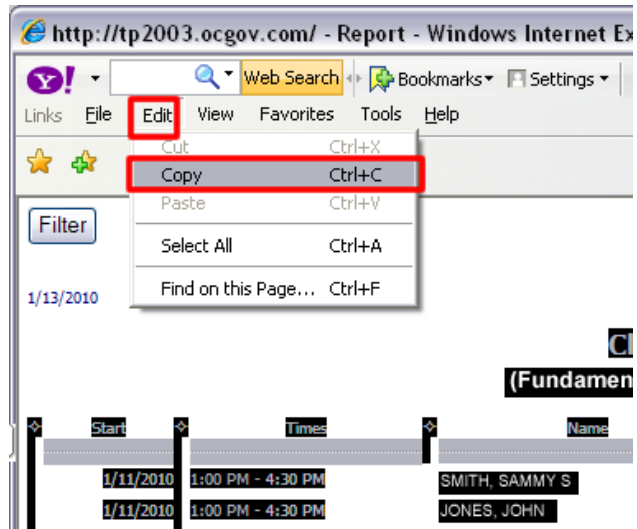 http://tp2003.ocgov.com/ - Report - Windows Internet Ex
Y! Web Search Bookmarks Settings
Links File Edit View Favorites Tools Help
Cut Ctrl+X
Copy Ctrl+C
Paste Ctrl+V
Filter
Select All Ctrl+A
Find on this Page... Ctrl+F
1/13/2010
Cl
(Fundamen
Start Times Name
1/11/2010 1:00 PM - 4:30 PM SMITH, SAMMY S
1/11/2010 1:00 PM - 4:30 PM JONES, JOHN